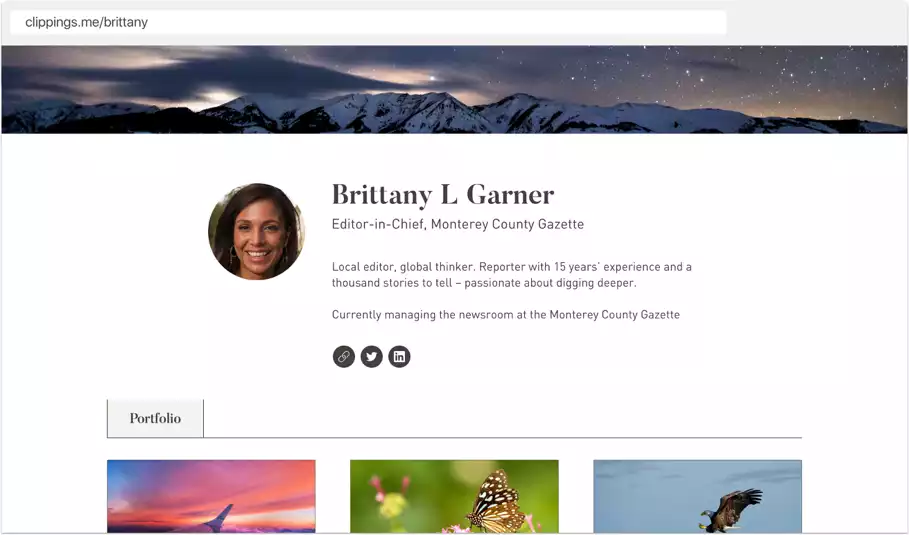 clippings.me/brittany
Brittany L Garner
Editor-in-Chief, Monterey County Gazette
Local editor, global thinker. Reporter with 15 years’ experience and a
thousand stories to tell – passionate about digging deeper.
Currently managing the newsroom at the Monterey County Gazette
Portfolio